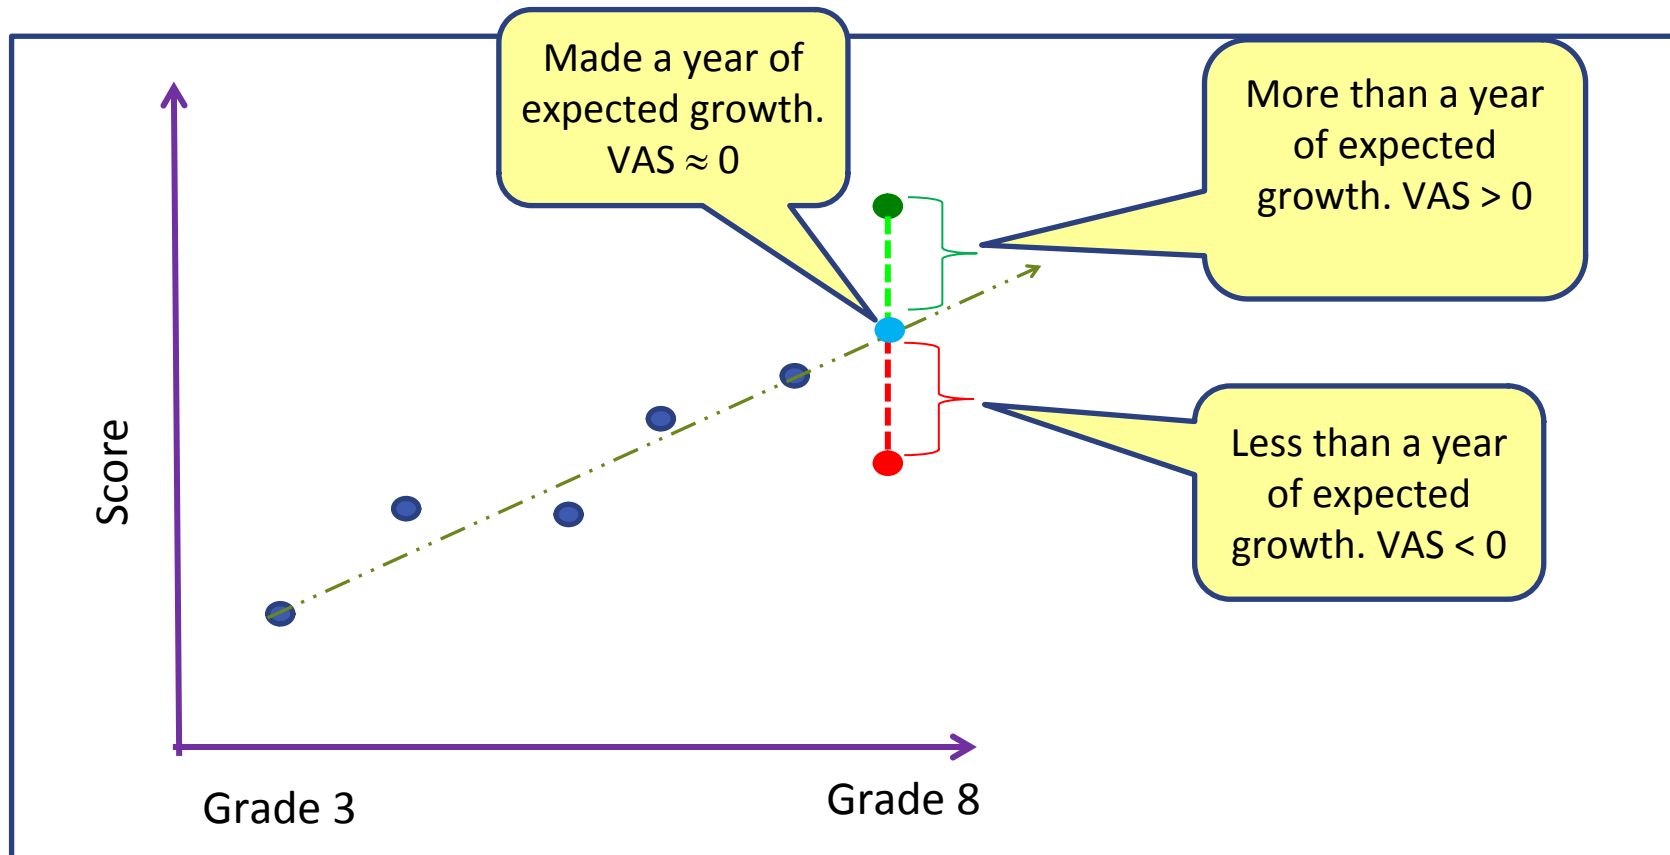 Made a year of
expected growth.
VAS ≈ 0
More than a year
of expected
growth. VAS > 0
Less than a year
of expected
growth. VAS < 0
Score
Grade 3
Grade 8